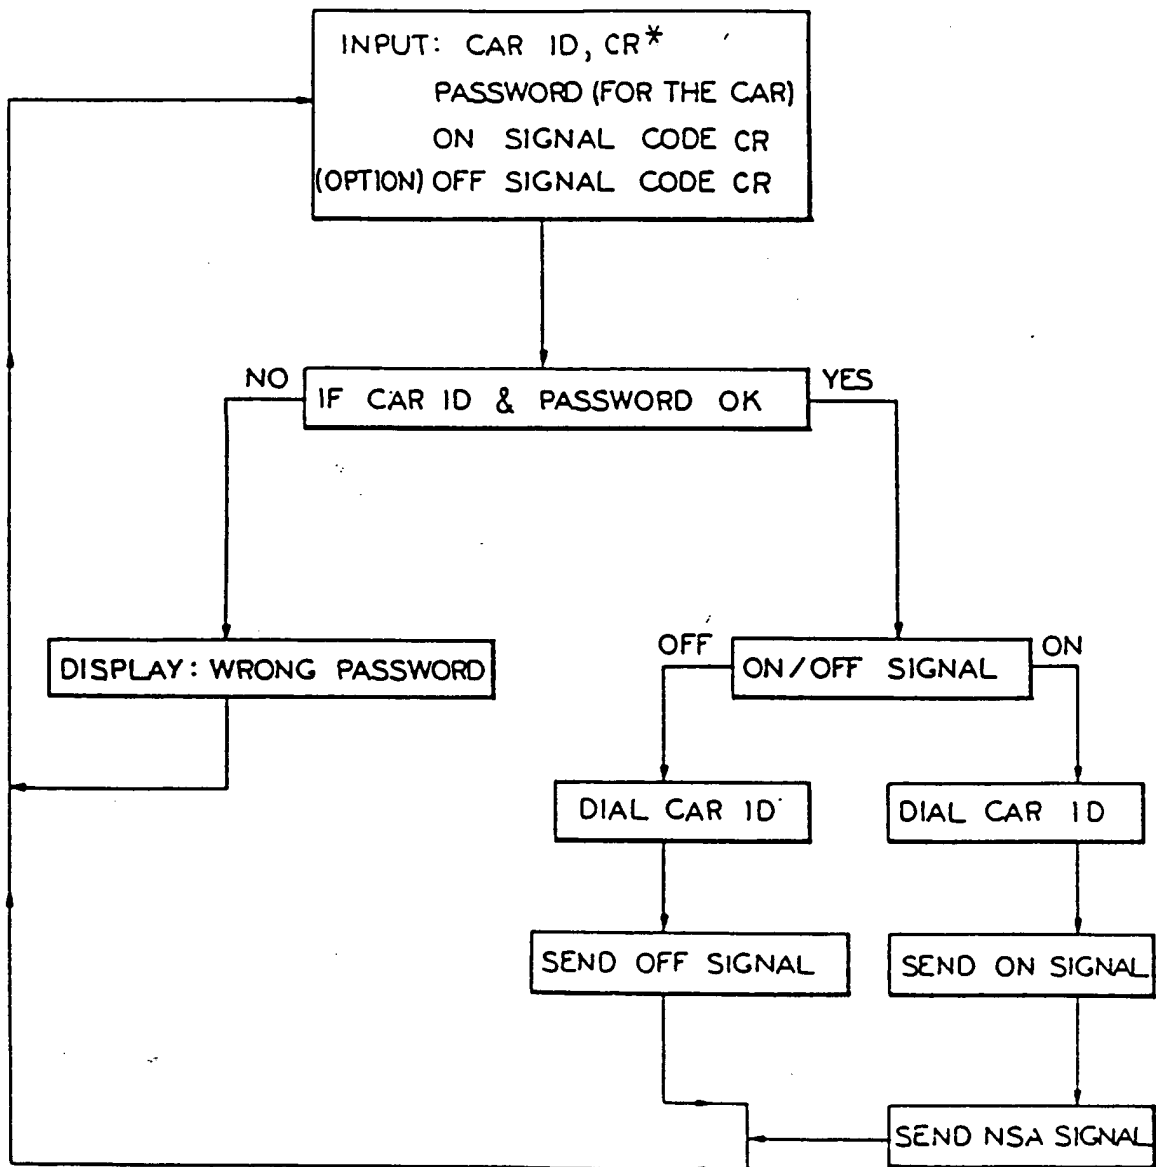 INPUT: CAR ID, CR*
PASSWORD (FOR THE CAR)
ON SIGNAL CODE CR
(OPTION) OFF SIGNAL CODE CR
NO
IF CAR ID & PASSWORD OK
YES
DISPLAY: WRONG PASSWORD
OFF
ON/OFF SIGNAL
ON
DIAL CAR ID
DIAL CAR ID
SEND OFF SIGNAL
SEND ON SIGNAL
SEND NSA SIGNAL